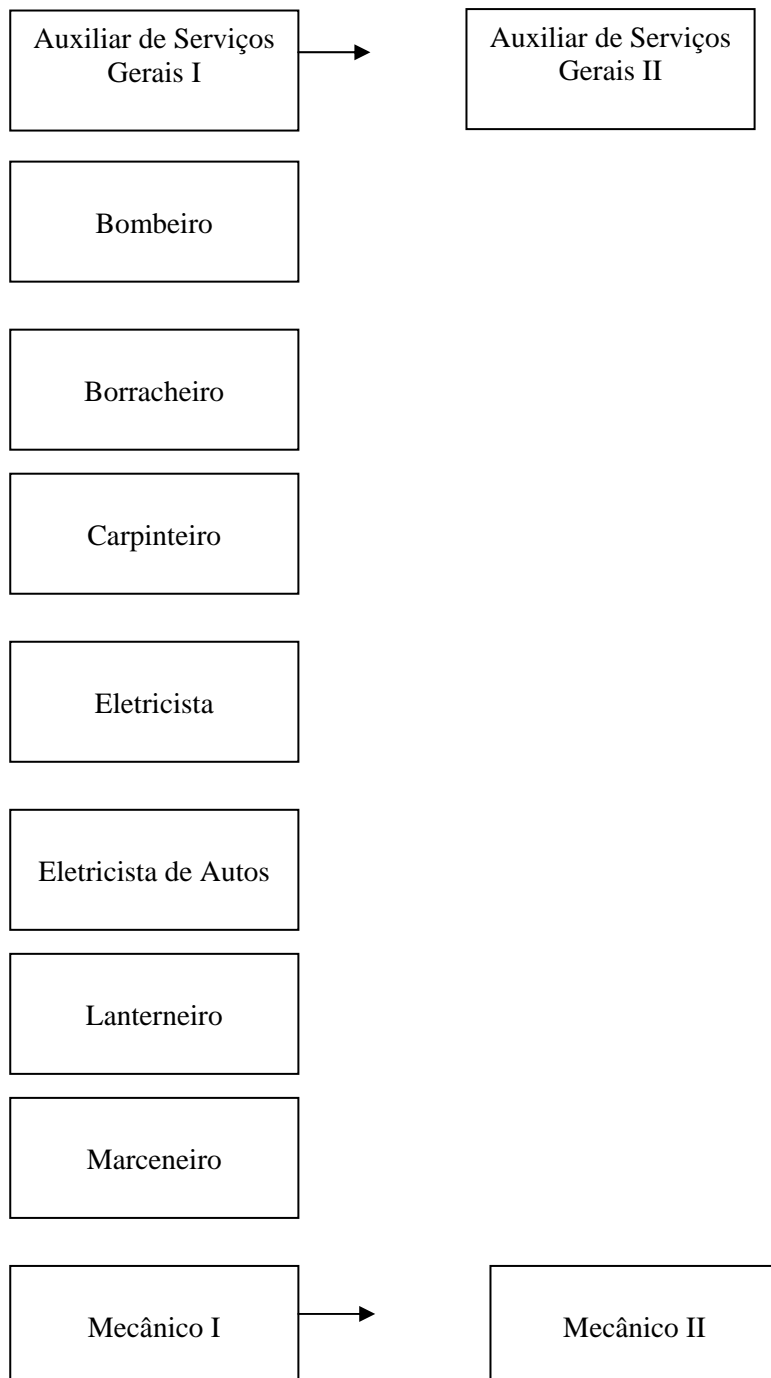 Auxiliar de Serviços
Gerais I
Auxiliar de Serviços
Gerais II
Bombeiro
Borracheiro
Carpinteiro
Eletricista
Eletricista de Autos
Lanterneiro
Marceneiro
Mecânico I
Mecânico II